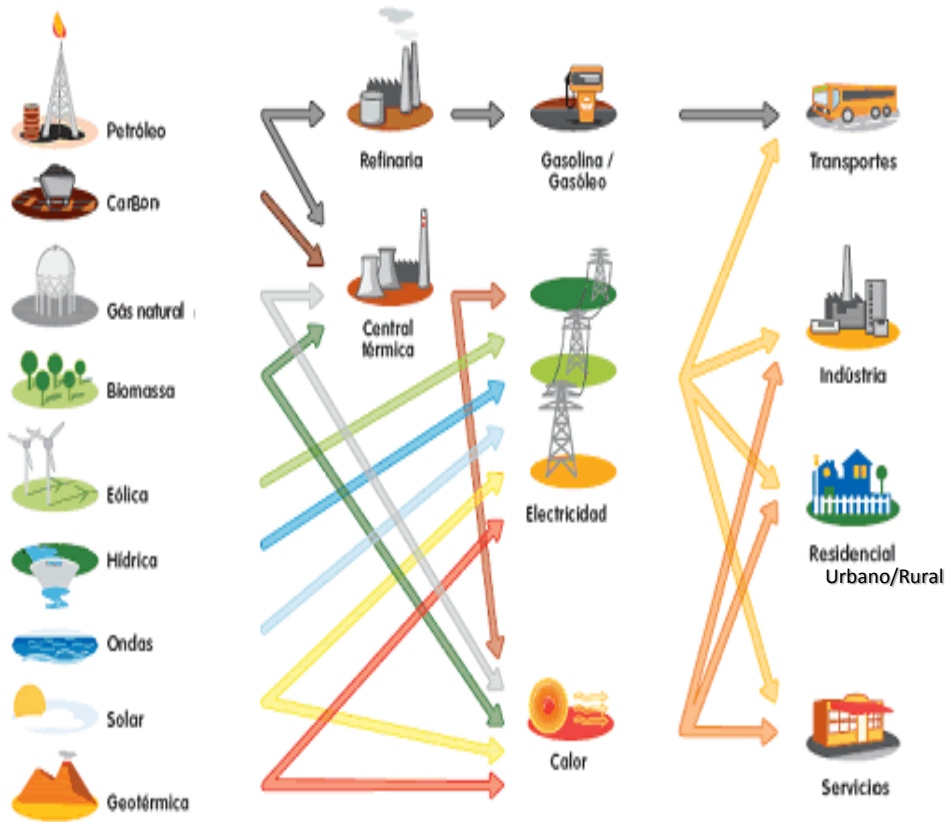 Petróleo
CarBon
Gás natural
Biomassa
Eólica
Hídrica
Ondas
Solar
Geotérmica
Refinaria
Central
térmica
Gasolina /
Gasóleo
Electricidad
Calor
Transportes
Indústria
Residencial
Urbano/Rural
Servicios